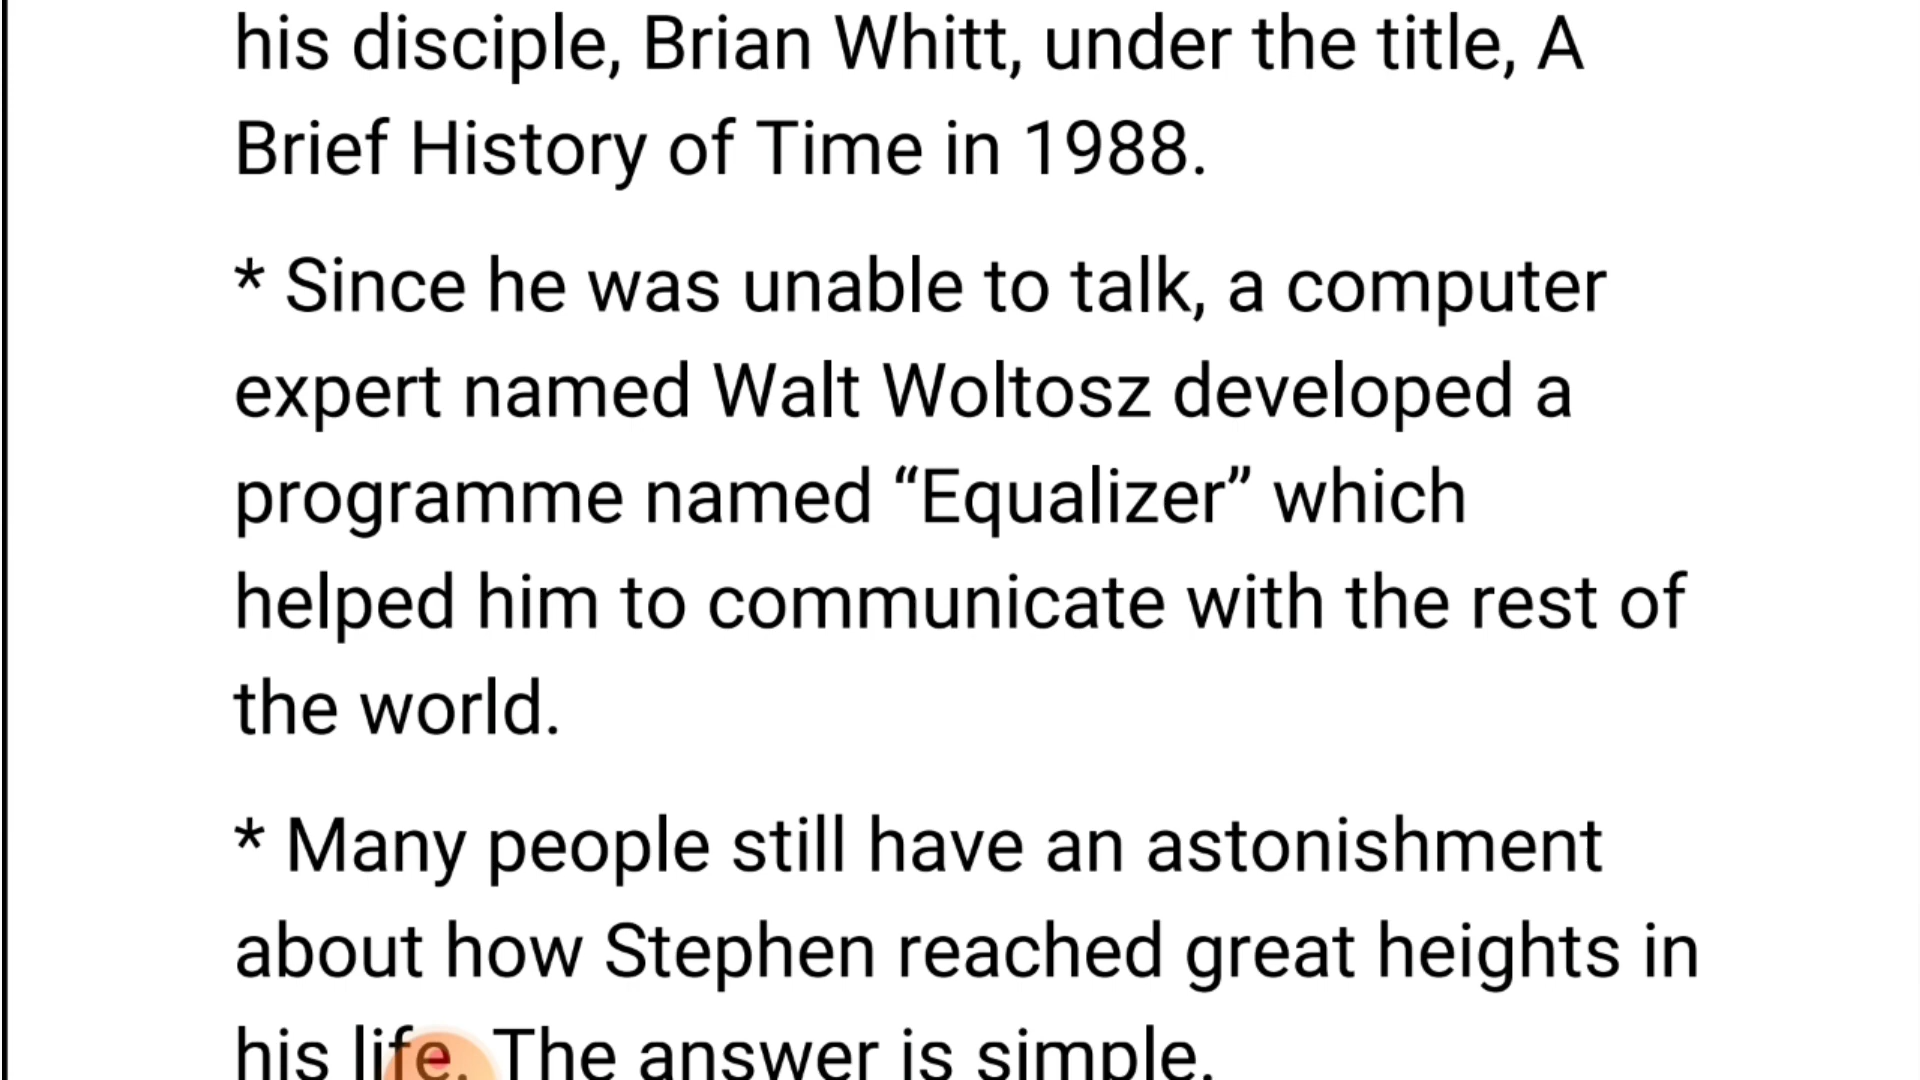 his disciple, Brian Whitt, under the title, A
Brief History of Time in 1988.
* Since he was unable to talk, a computer
expert named Walt Woltosz developed a
programme named “Equalizer” which
helped him to communicate with the rest of
the world.
* Many people still have an astonishment
about how Stephen reached great heights in
his life. The answer is simple.